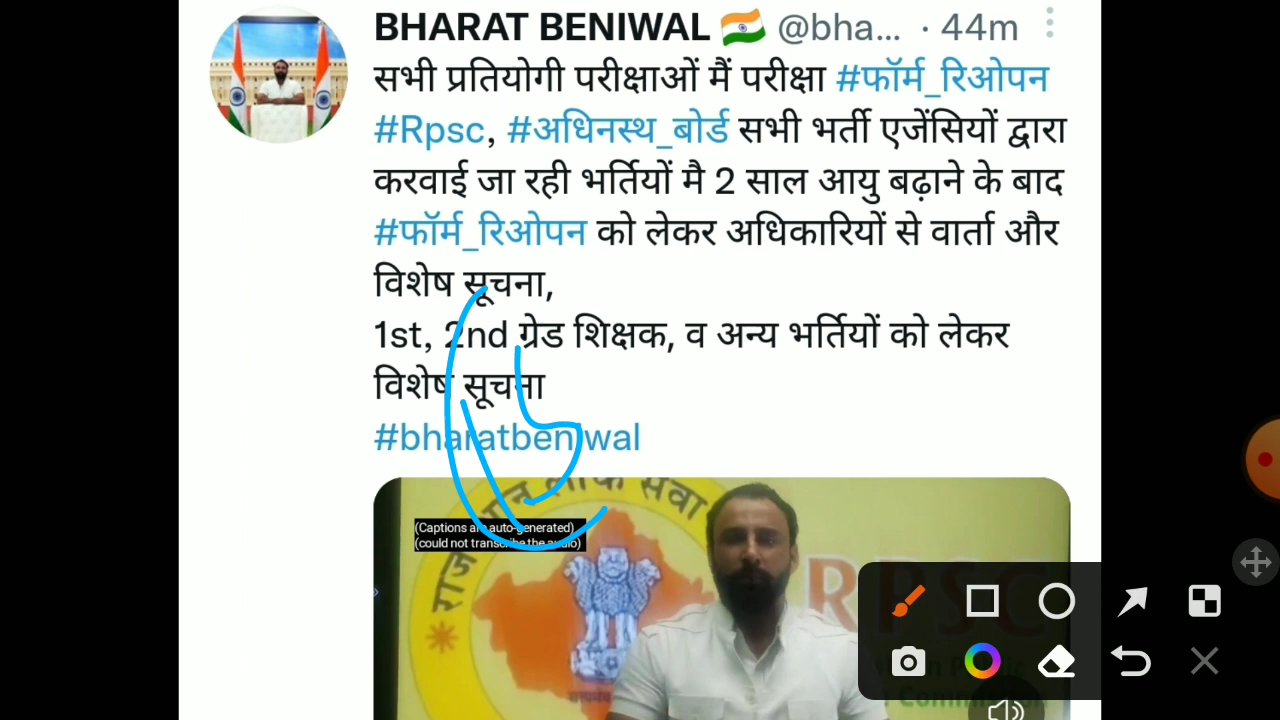 BHARAT BENIWAL 🇮🇳 @bha... · 44m
सभी प्रतियोगी परीक्षाओं मैं परीक्षा #फॉर्म_रिओपन
#Rpsc, #अधिनस्थ_बोर्ड सभी भर्ती एजेंसियों द्वारा
करवाई जा रही भर्तियों मै 2 साल आयु बढ़ाने के बाद
#फॉर्म_रिओपन को लेकर अधिकारियों से वार्ता और
विशेष सूचना,
1st, 2nd ग्रेड शिक्षक, व अन्य भर्तियों को लेकर
विशेष सूचना
#bharatbeniwal
लोक सेवा
(Captions are auto-generated)
(could not transcribe the audio)
RPSC